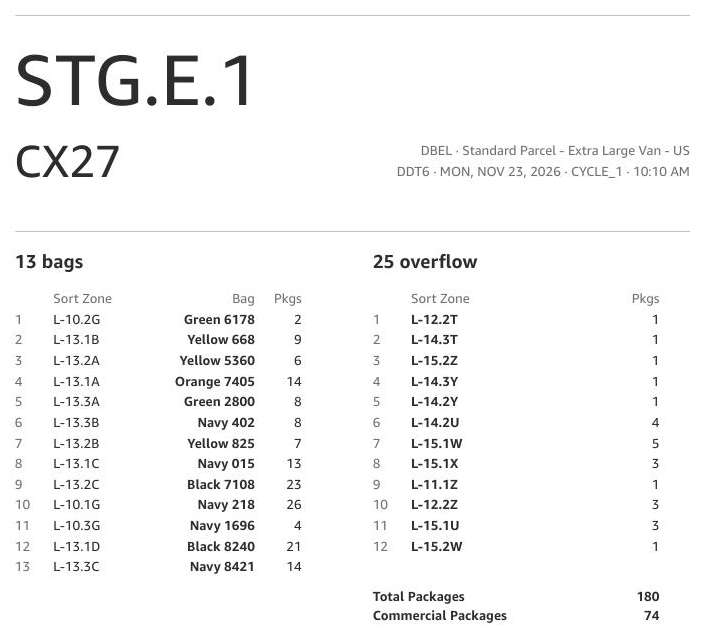 STG.E.1
CX27
DBEL · Standard Parcel - Extra Large Van - US
DDT6 · MON, NOV 23, 2026 · CYCLE_1 · 10:10 AM
13 bags
Sort Zone Bag Pkgs
1 L-10.2G Green 6178 2
2 L-13.1B Yellow 668 9
3 L-13.2A Yellow 5360 6
4 L-13.1A Orange 7405 14
5 L-13.3A Green 2800 8
6 L-13.3B Navy 402 8
7 L-13.2B Yellow 825 7
8 L-13.1C Navy 015 13
9 L-13.2C Black 7108 23
10 L-10.1G Navy 218 26
11 L-10.3G Navy 1696 4
12 L-13.1D Black 8240 21
13 L-13.3C Navy 8421 14
25 overflow
Sort Zone Pkgs
1 L-12.2T 1
2 L-14.3T 1
3 L-15.2Z 1
4 L-14.3Y 1
5 L-14.2Y 1
6 L-14.2U 4
7 L-15.1W 5
8 L-15.1X 3
9 L-11.1Z 1
10 L-12.2Z 3
11 L-15.1U 3
12 L-15.2W 1
Total Packages 180
Commercial Packages 74